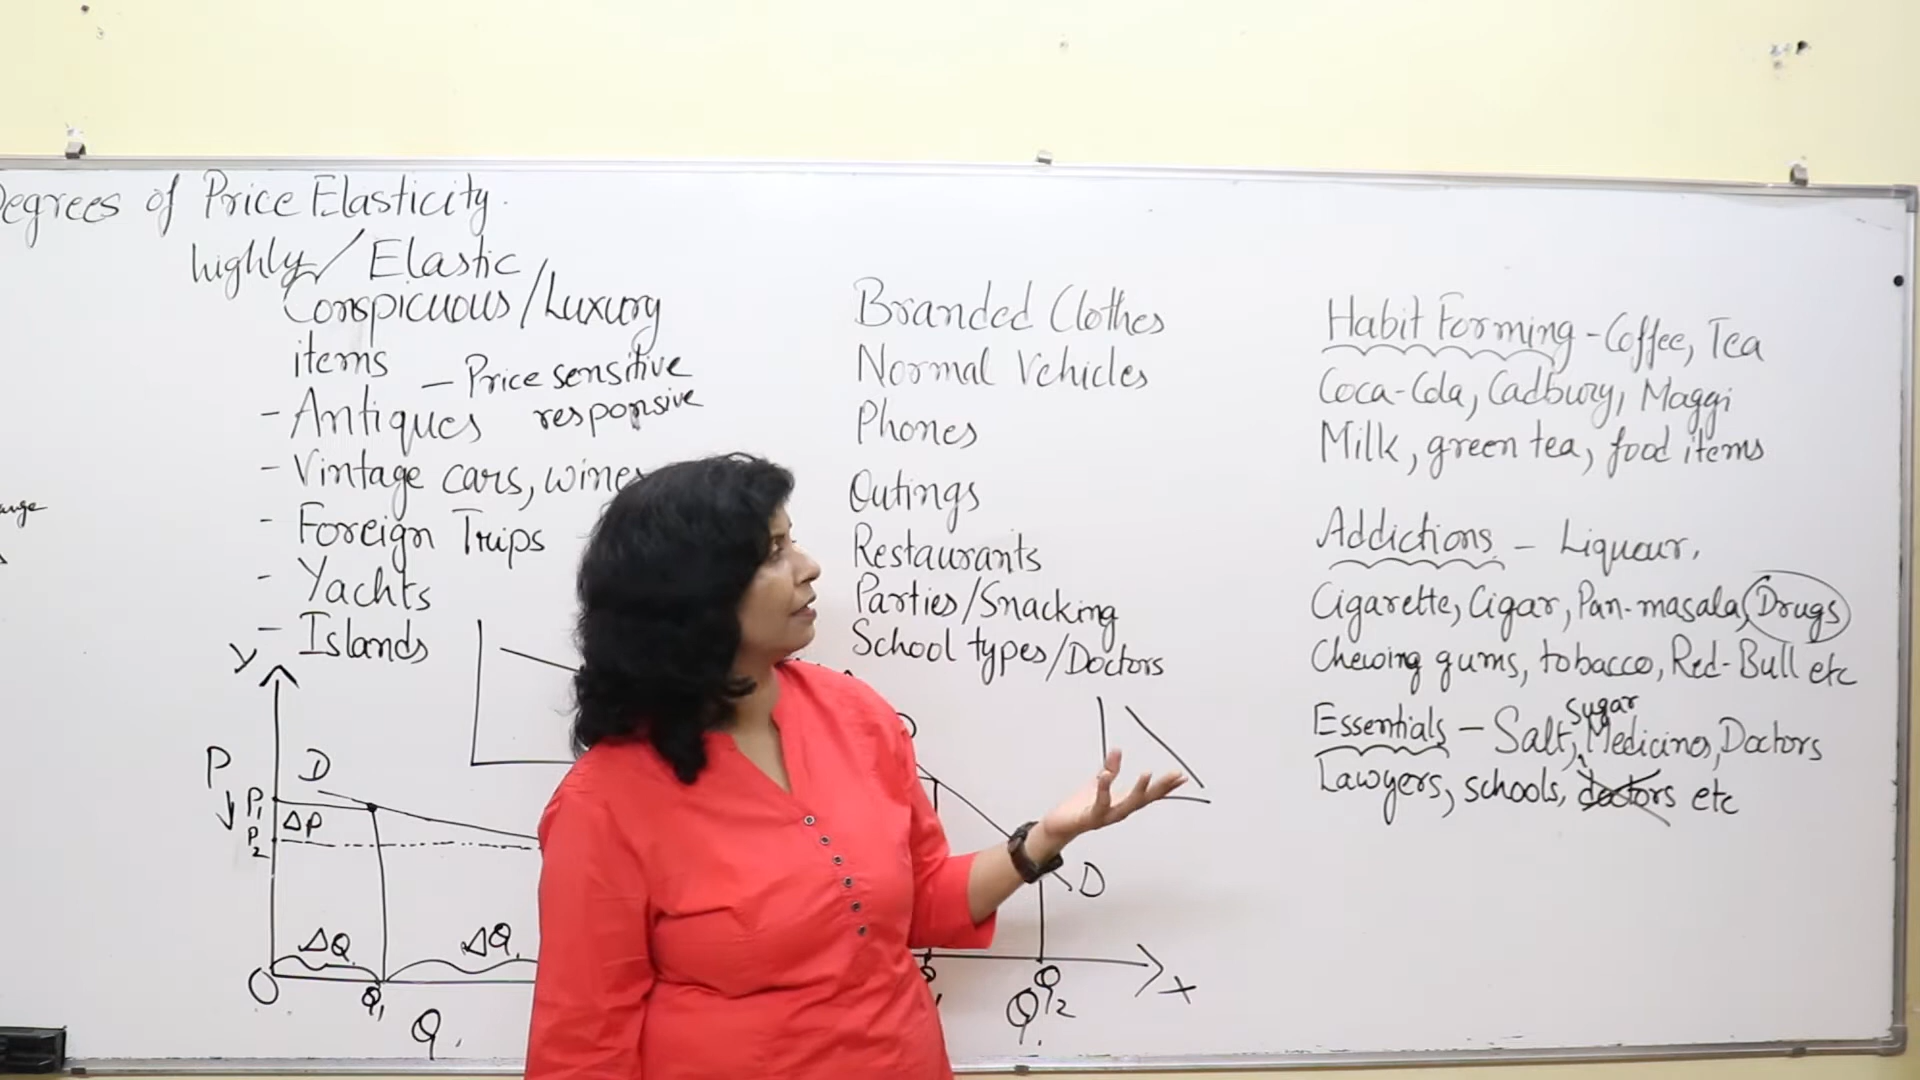 Degrees of Price Elasticity.
highly / Elastic
Conspicuous/Luxury
items
— Price sensitive
responsive
- Antiques
- Vintage cars, wines
- Foreign Trips
- Yachts
- Islands
Y
P
D
P1
ΔP
P2
ΔQ
ΔQ
O
Q1
Q.
Branded Clothes
Normal Vehicles
Phones
Outings
Restaurants
Parties/Snacking
School types/Doctors
D
Q2
Q.
X
Habit Forming - Coffee, Tea
Coca-Cola, Cadbury, Maggi
Milk, green tea, food items
Addictions - Liqueur,
Cigarette, Cigar, Pan-masala, Drugs
Chewing gums, tobacco, Red-Bull etc
sugar
Essentials - Salt, Medicines, Doctors
Lawyers, schools, doctors etc